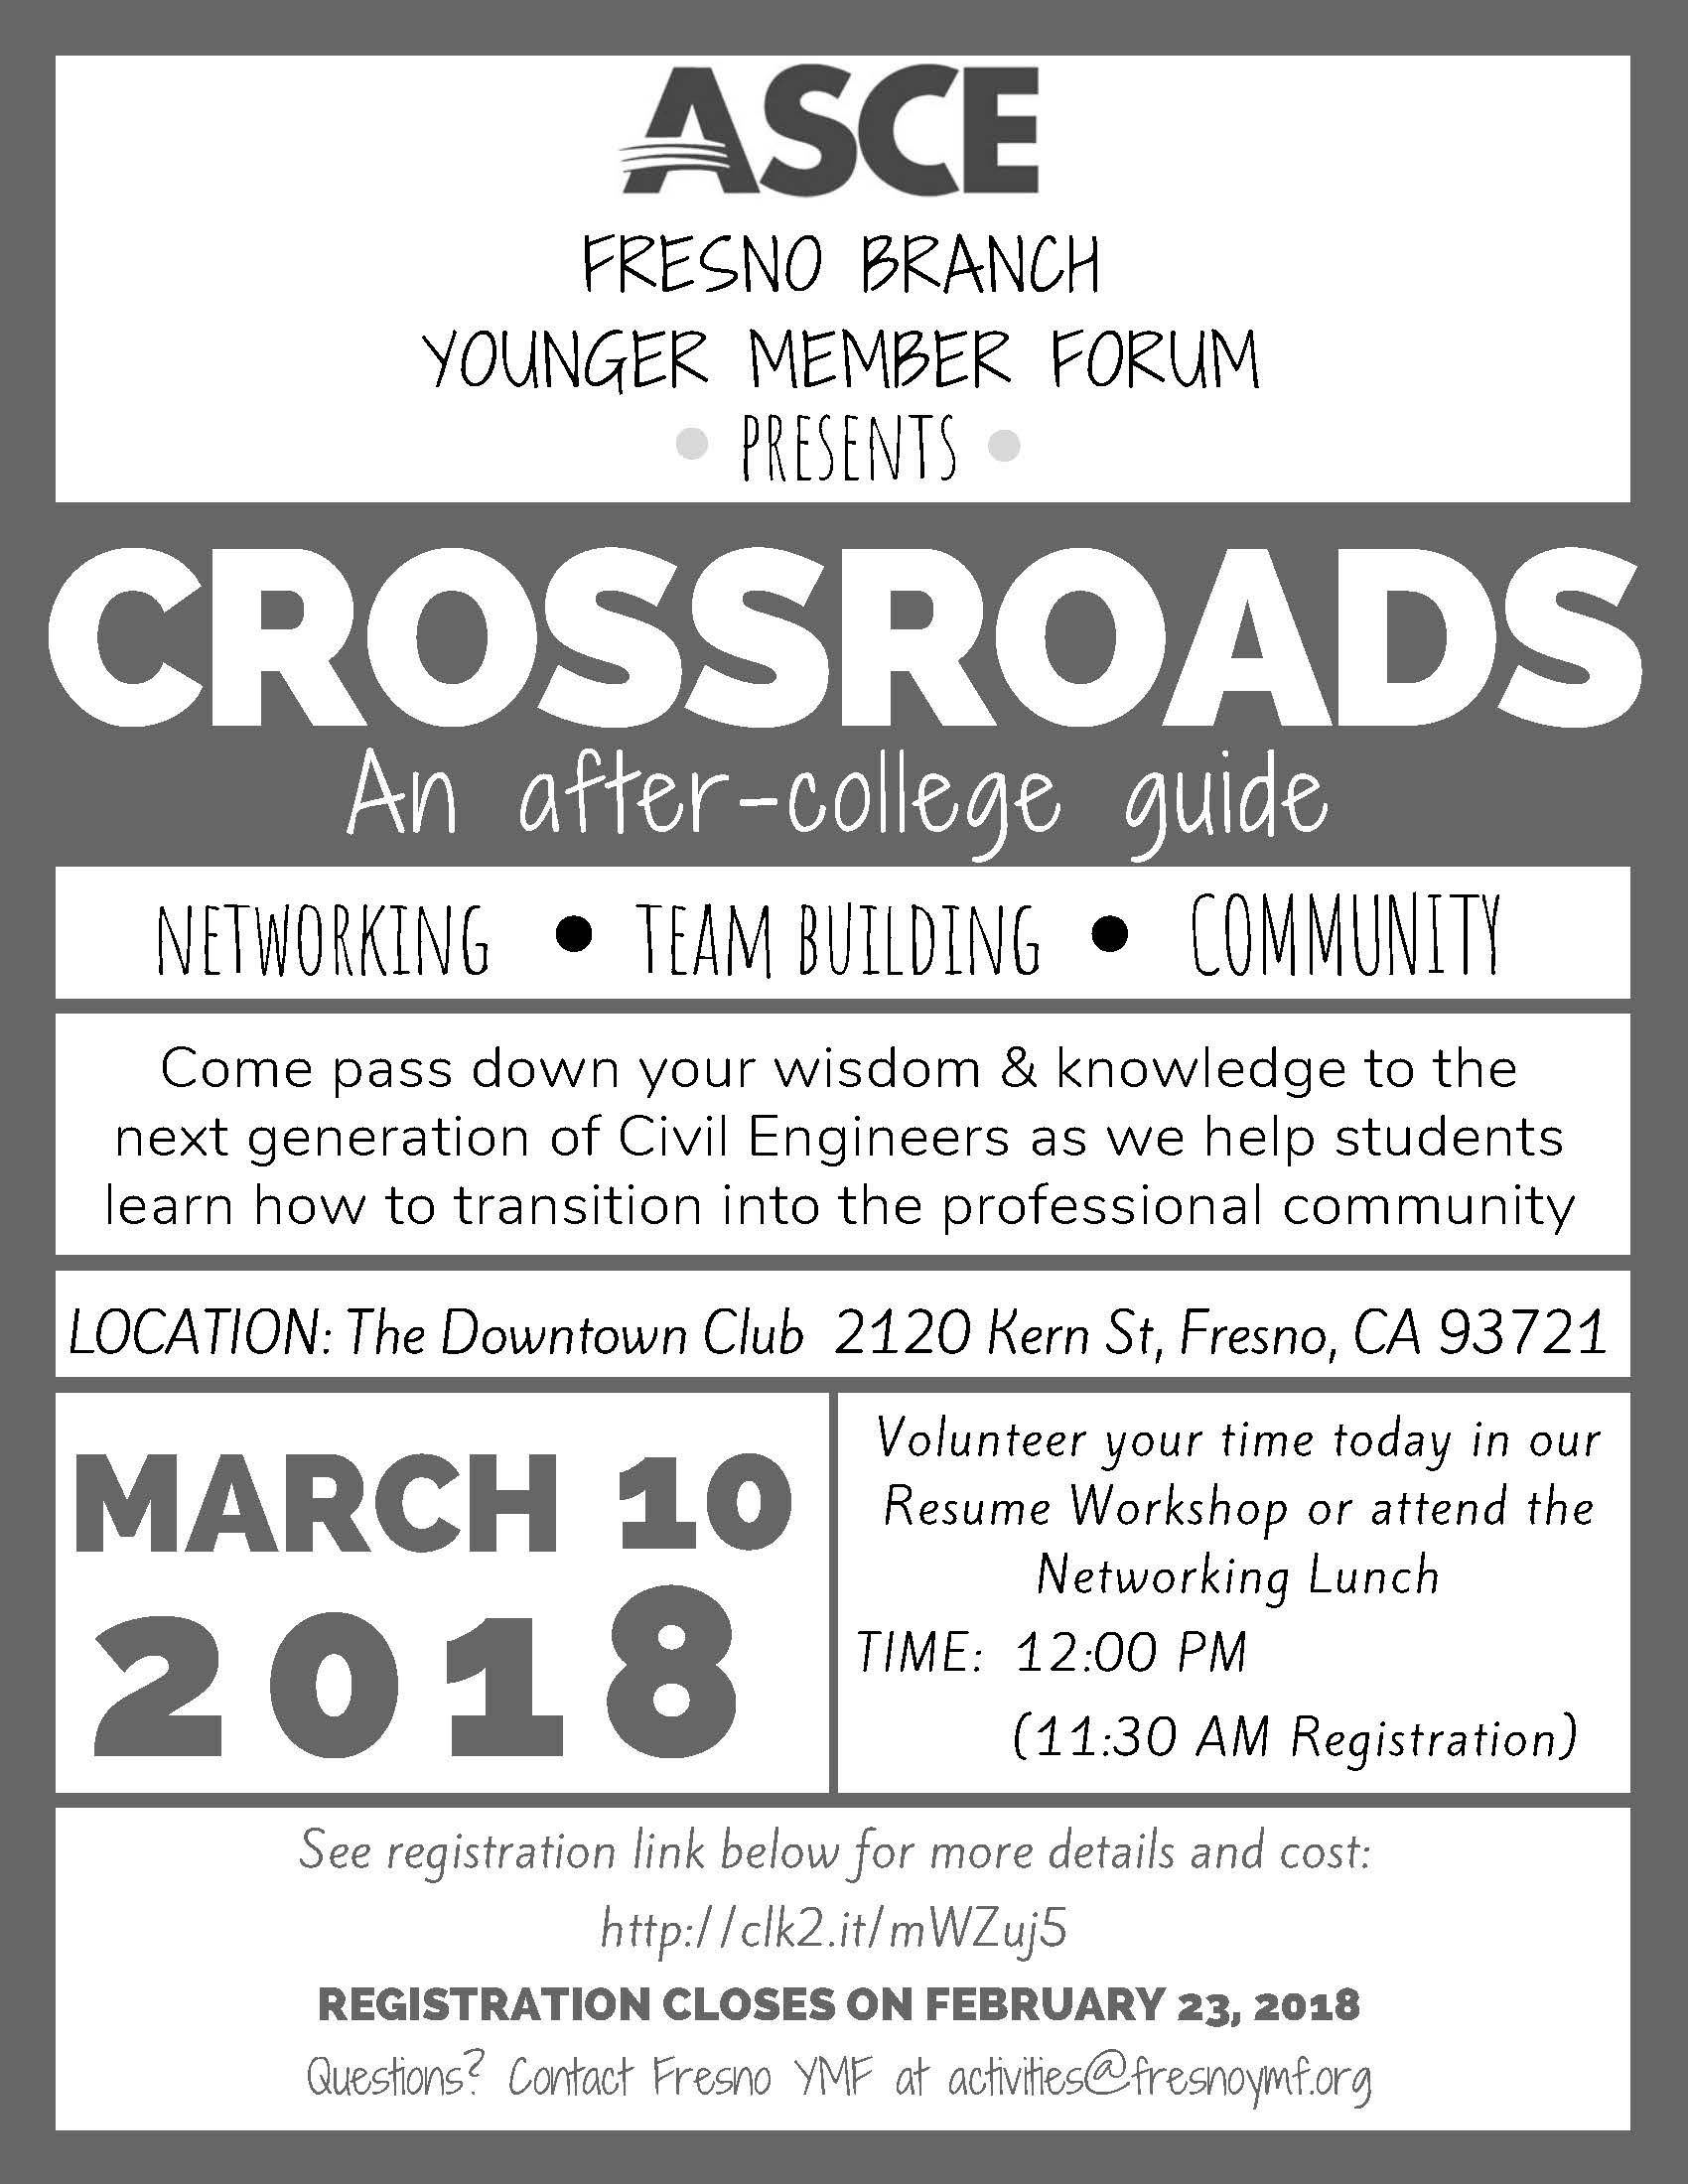 ASCE
FRESNO BRANCH
YOUNGER MEMBER FORUM
• PRESENTS •
CROSSROADS
An after-college guide
NETWORKING • TEAM BUILDING • COMMUNITY
Come pass down your wisdom & knowledge to the
next generation of Civil Engineers as we help students
learn how to transition into the professional community
LOCATION: The Downtown Club 2120 Kern St, Fresno, CA 93721
MARCH 10
2018
Volunteer your time today in our
Resume Workshop or attend the
Networking Lunch
TIME: 12:00 PM
(11:30 AM Registration)
See registration link below for more details and cost:
http://clk2.it/mWZuj5
REGISTRATION CLOSES ON FEBRUARY 23, 2018
Questions? Contact Fresno YMF at activities@fresnoymf.org